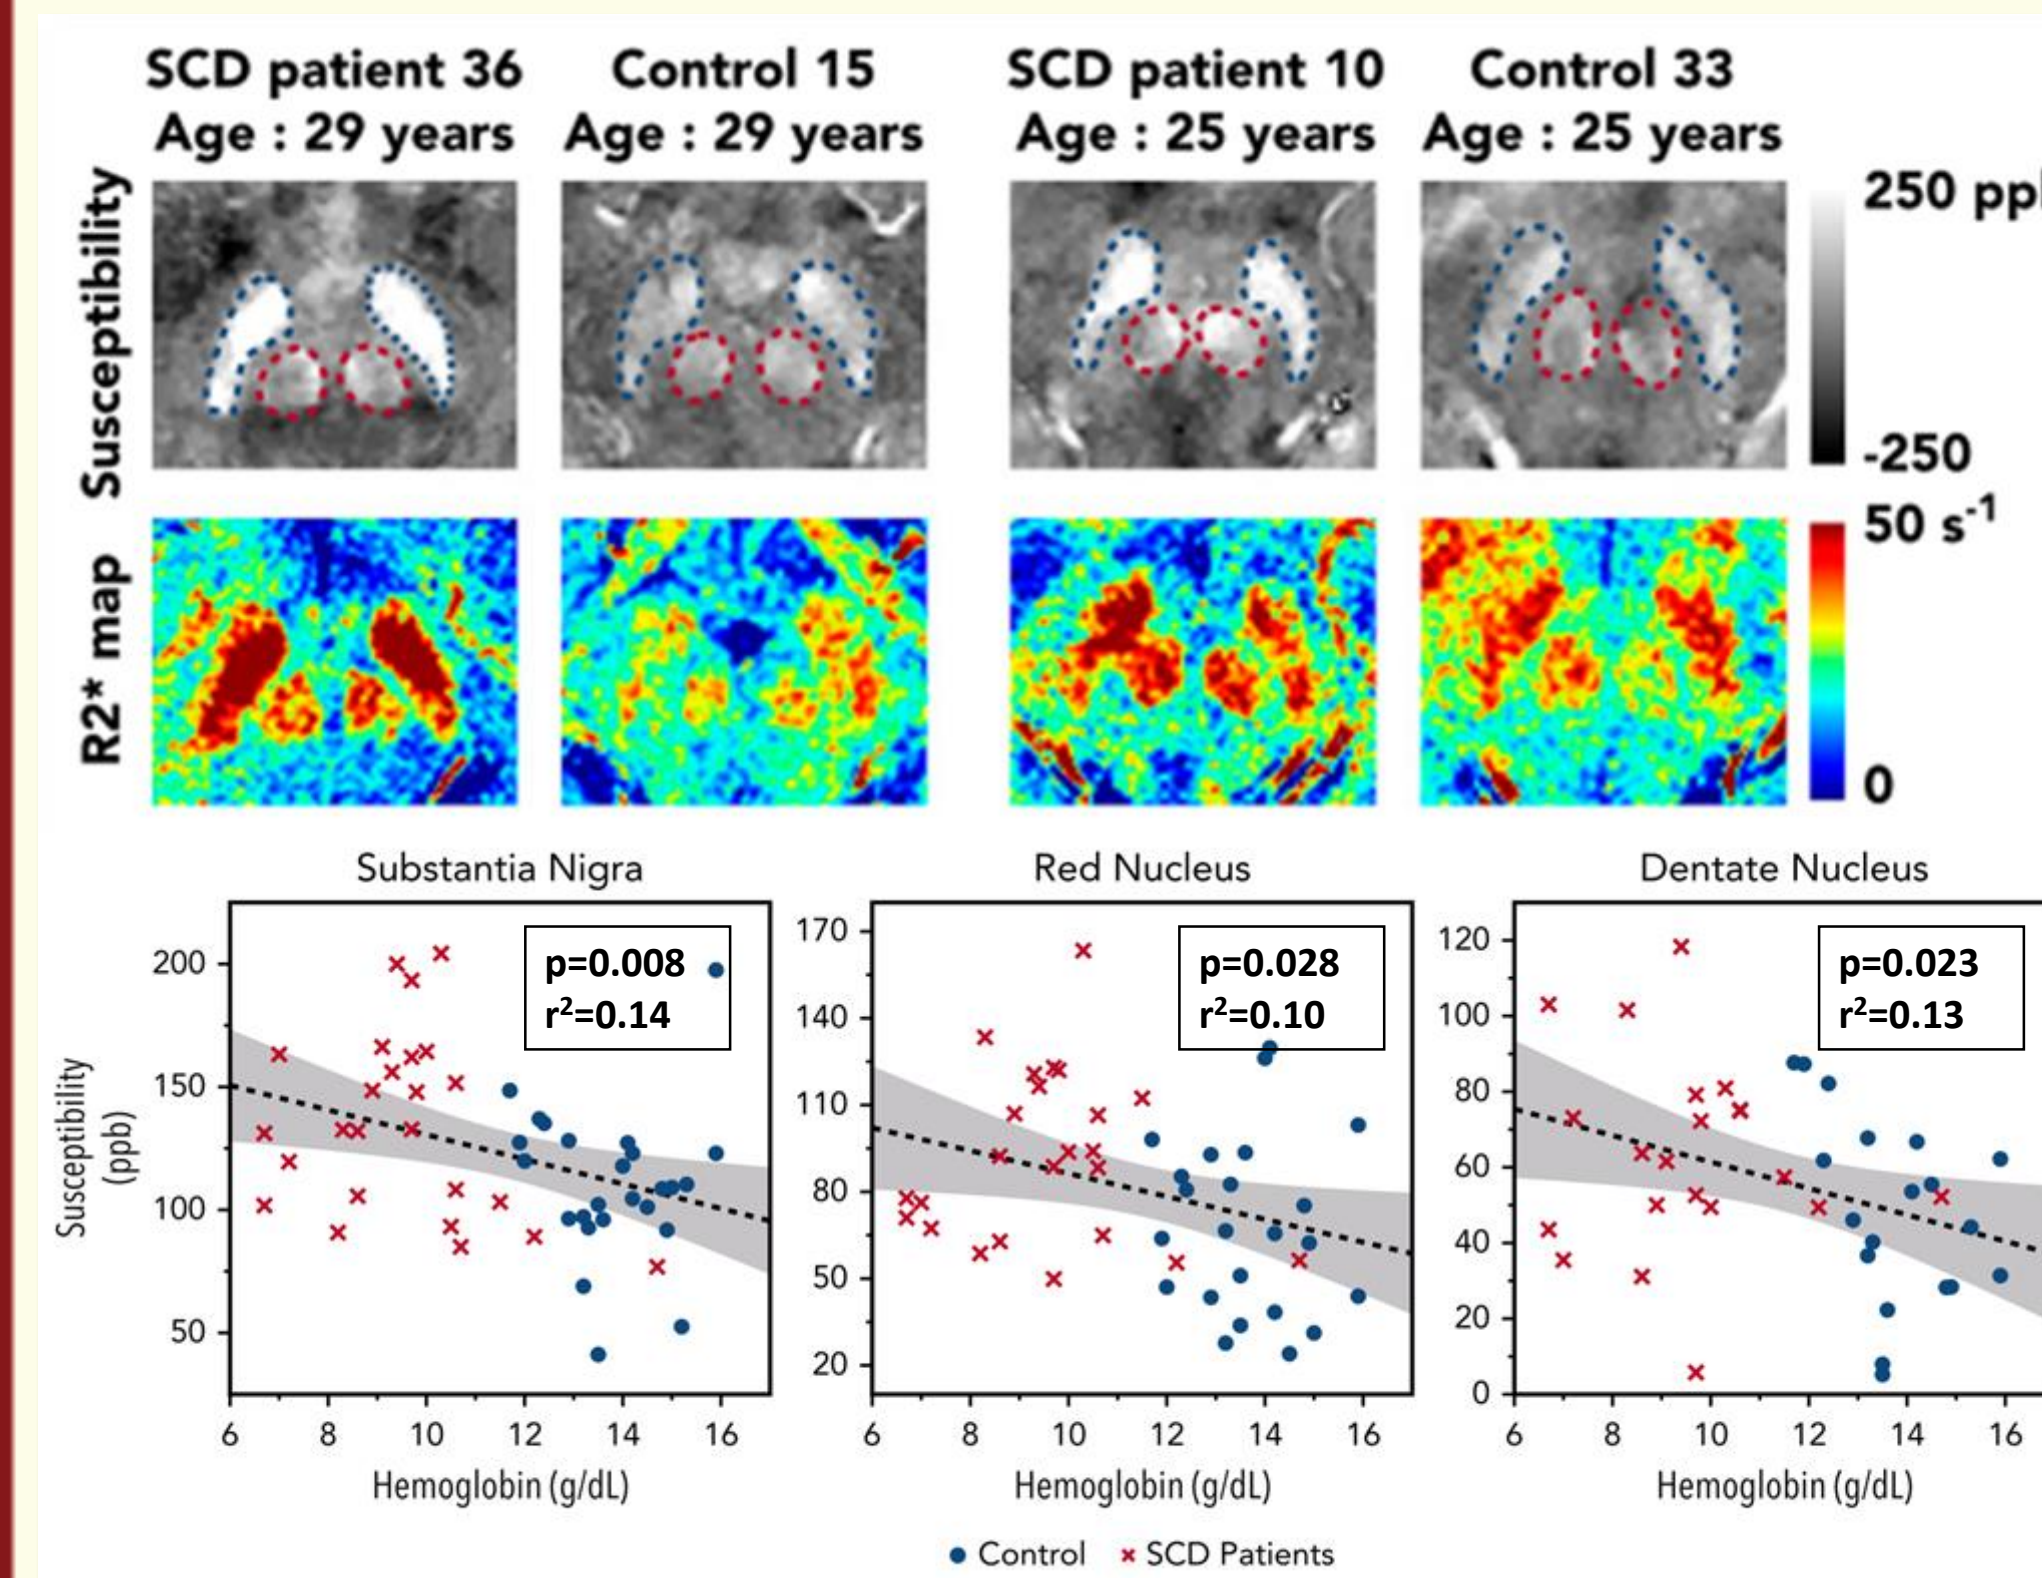 SCD patient 36
Age : 29 years
Control 15
Age : 29 years
SCD patient 10
Age : 25 years
Control 33
Age : 25 years
Susceptibility
250 pp
-250
R2* map
50 s⁻¹
0
Substantia Nigra
Red Nucleus
Dentate Nucleus
Susceptibility
(ppb)
200
150
100
50
p=0.008
r²=0.14
6 8 10 12 14 16
Hemoglobin (g/dL)
170
140
110
80
50
20
p=0.028
r²=0.10
6 8 10 12 14 16
Hemoglobin (g/dL)
120
100
80
60
40
20
0
p=0.023
r²=0.13
6 8 10 12 14 16
Hemoglobin (g/dL)
Control
SCD Patients